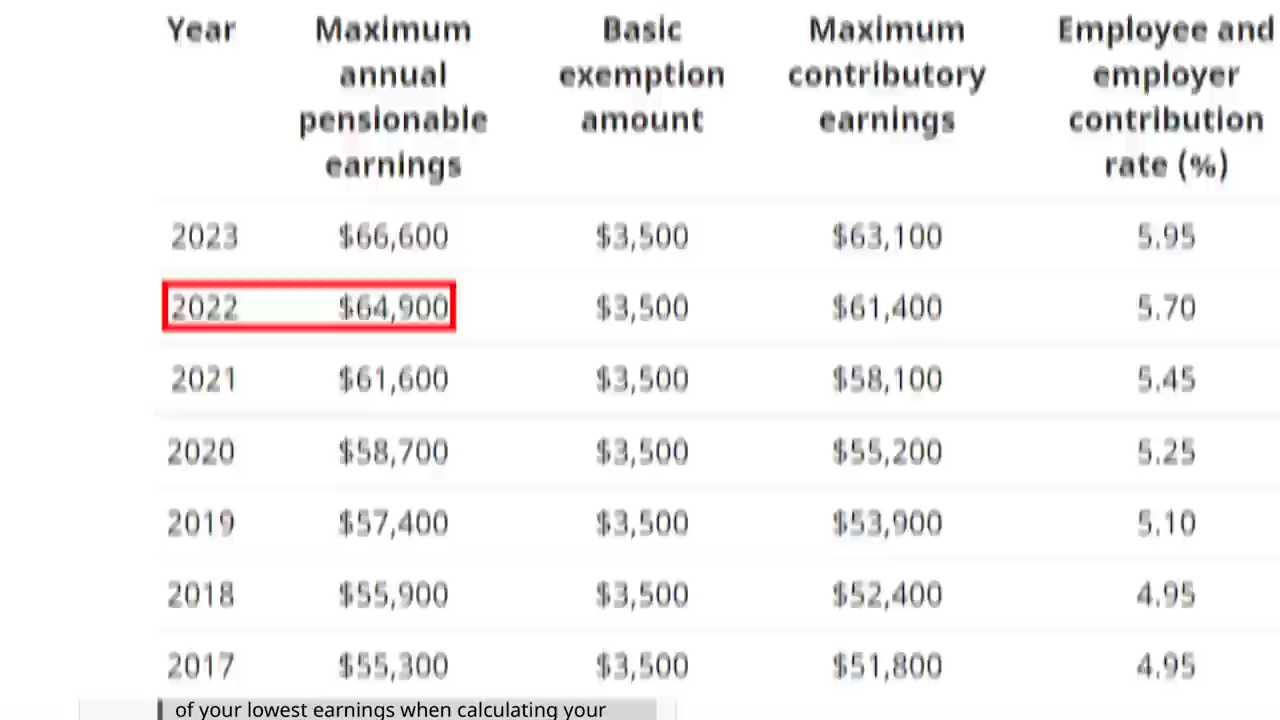 Year Maximum annual pensionable earnings Basic exemption amount Maximum contributory earnings Employee and employer contribution rate (%)
2023 $66,600 $3,500 $63,100 5.95
2022 $64,900 $3,500 $61,400 5.70
2021 $61,600 $3,500 $58,100 5.45
2020 $58,700 $3,500 $55,200 5.25
2019 $57,400 $3,500 $53,900 5.10
2018 $55,900 $3,500 $52,400 4.95
2017 $55,300 $3,500 $51,800 4.95
of your lowest earnings when calculating your